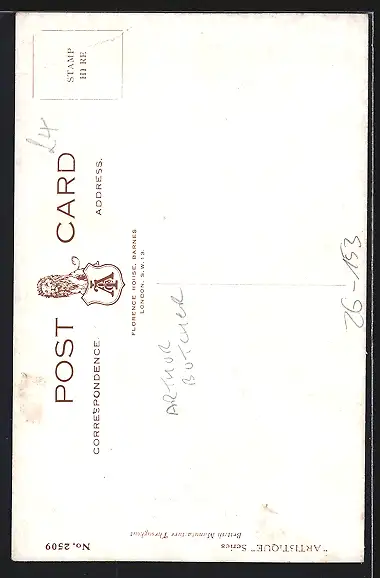 STAMP
HERE
£4
POST CARD
CORRESPONDENCE.
ADDRESS.
FLORENCE HOUSE, BARNES
LONDON, S.W.13.
ARTHUR
BUTCHER
26-153
No. 2509
British Manufacture Throughout
"ARTISTIQUE" Series